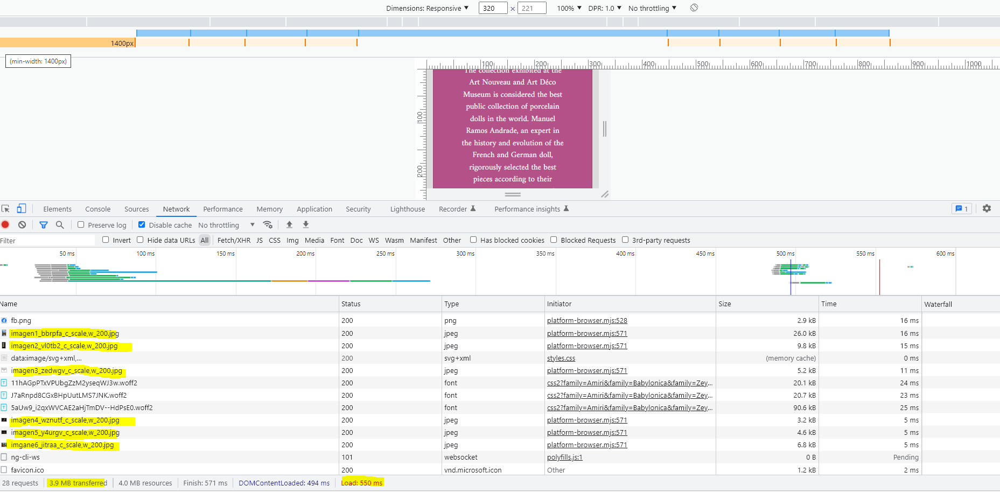 Dimensions: Responsive ▼ 320 × 221 100% ▼ DPR: 1.0 ▼ No throttling ▼
1400px
(min-width: 1400px)
100 200 300 400 500 600 700 800 900 1000
100
200
The collection exhibited at the
Art Nouveau and Art Déco
Museum is considered the best
public collection of porcelain
dolls in the world. Manuel
Ramos Andrade, an expert in
the history and evolution of the
French and German doll,
rigorously selected the best
pieces according to their
Elements Console Sources Network Performance Memory Application Security Lighthouse Recorder Performance insights 1
Preserve log Disable cache No throttling ▼
Filter Invert Hide data URLs All Fetch/XHR JS CSS Img Media Font Doc WS Wasm Manifest Other Has blocked cookies Blocked Requests 3rd-party requests
50 ms 100 ms 150 ms 200 ms 250 ms 300 ms 350 ms 400 ms 450 ms 500 ms 550 ms 600 ms
Name Status Type Initiator Size Time Waterfall
fb.png 200 png platform-browser.mjs:528 2.9 kB 16 ms
imagen1_bbrpfa_c_scale,w_200.jpg 200 jpeg platform-browser.mjs:571 26.0 kB 16 ms
imagen2_vl0tb2_c_scale,w_200.jpg 200 jpeg platform-browser.mjs:571 9.8 kB 15 ms
data:image/svg+xml,... 200 svg+xml styles.css (memory cache) 0 ms
imagen3_zedwgv_c_scale,w_200.jpg 200 jpeg platform-browser.mjs:571 5.2 kB 11 ms
11hAGpPTxVPUbgZzM2yseqWJ3w.woff2 200 font css2?family=Amiri&family=Babylonica&family=Zey... 20.1 kB 24 ms
J7aRnpd8CGxBHpUutLMS7JNK.woff2 200 font css2?family=Amiri&family=Babylonica&family=Zey... 20.7 kB 23 ms
5aUw9_i2qxWVCAE2aHjTmDV--HdPsE0.woff2 200 font css2?family=Amiri&family=Babylonica&family=Zey... 90.6 kB 25 ms
imagen4_wznutf_c_scale,w_200.jpg 200 jpeg platform-browser.mjs:571 3.2 kB 5 ms
imagen5_y4urgv_c_scale,w_200.jpg 200 jpeg platform-browser.mjs:571 4.6 kB 5 ms
imgane6_jitraa_c_scale,w_200.jpg 200 jpeg platform-browser.mjs:571 6.8 kB 5 ms
ng-cli-ws 101 websocket polyfills.js:1 0 B Pending
favicon.ico 200 vnd.microsoft.icon Other 1.2 kB 2 ms
28 requests 3.9 MB transferred 4.0 MB resources Finish: 571 ms DOMContentLoaded: 494 ms Load: 550 ms